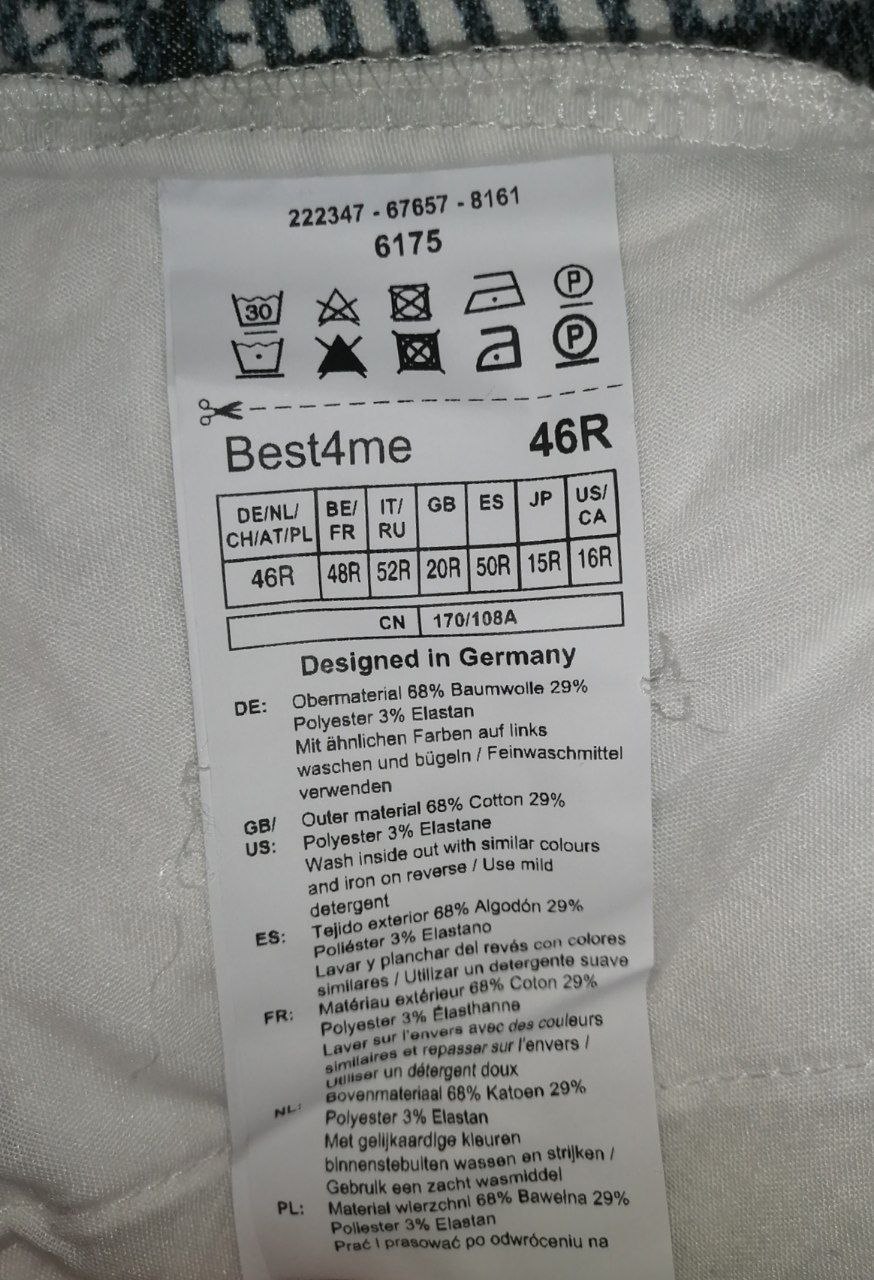 222347 - 67657 - 8161
6175
30
P
P
Best4me 46R
DE/NL/CH/AT/PL BE/FR IT/RU GB ES JP US/CA
46R 48R 52R 20R 50R 15R 16R
CN 170/108A
Designed in Germany
DE: Obermaterial 68% Baumwolle 29%
Polyester 3% Elastan
Mit ähnlichen Farben auf links
waschen und bügeln / Feinwaschmittel
verwenden
GB/ Outer material 68% Cotton 29%
US: Polyester 3% Elastane
Wash inside out with similar colours
and iron on reverse / Use mild
detergent
ES: Tejido exterior 68% Algodón 29%
Poliéster 3% Elastano
Lavar y planchar del revés con colores
similares / Utilizar un detergente suave
FR: Matériau extérieur 68% Coton 29%
Polyester 3% Élasthanne
Laver sur l'envers avec des couleurs
similaires et repasser sur l'envers /
Utiliser un détergent doux
NL: Bovenmateriaal 68% Katoen 29%
Polyester 3% Elastan
Met gelijkaardige kleuren
binnenstebuiten wassen en strijken /
Gebruik een zacht wasmiddel
PL: Materiał wierzchni 68% Bawełna 29%
Poliester 3% Elastan
Prać i prasować po odwróceniu na